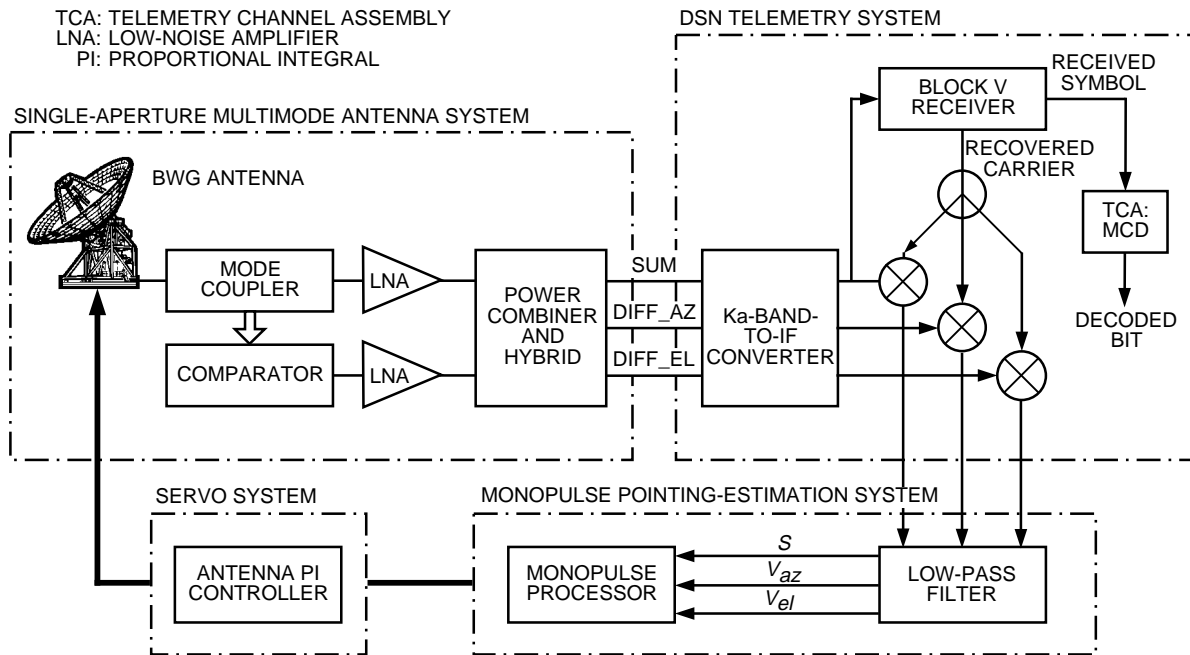 TCA: TELEMETRY CHANNEL ASSEMBLY
LNA: LOW-NOISE AMPLIFIER
PI: PROPORTIONAL INTEGRAL
DSN TELEMETRY SYSTEM
BLOCK V
RECEIVER
RECEIVED
SYMBOL
RECOVERED
CARRIER
TCA:
MCD
DECODED
BIT
SINGLE-APERTURE MULTIMODE ANTENNA SYSTEM
BWG ANTENNA
MODE
COUPLER
LNA
COMPARATOR
LNA
POWER
COMBINER
AND
HYBRID
SUM
DIFF_AZ
DIFF_EL
Ka-BAND-
TO-IF
CONVERTER
SERVO SYSTEM
ANTENNA PI
CONTROLLER
MONOPULSE POINTING-ESTIMATION SYSTEM
MONOPULSE
PROCESSOR
S
Vaz
Vel
LOW-PASS
FILTER